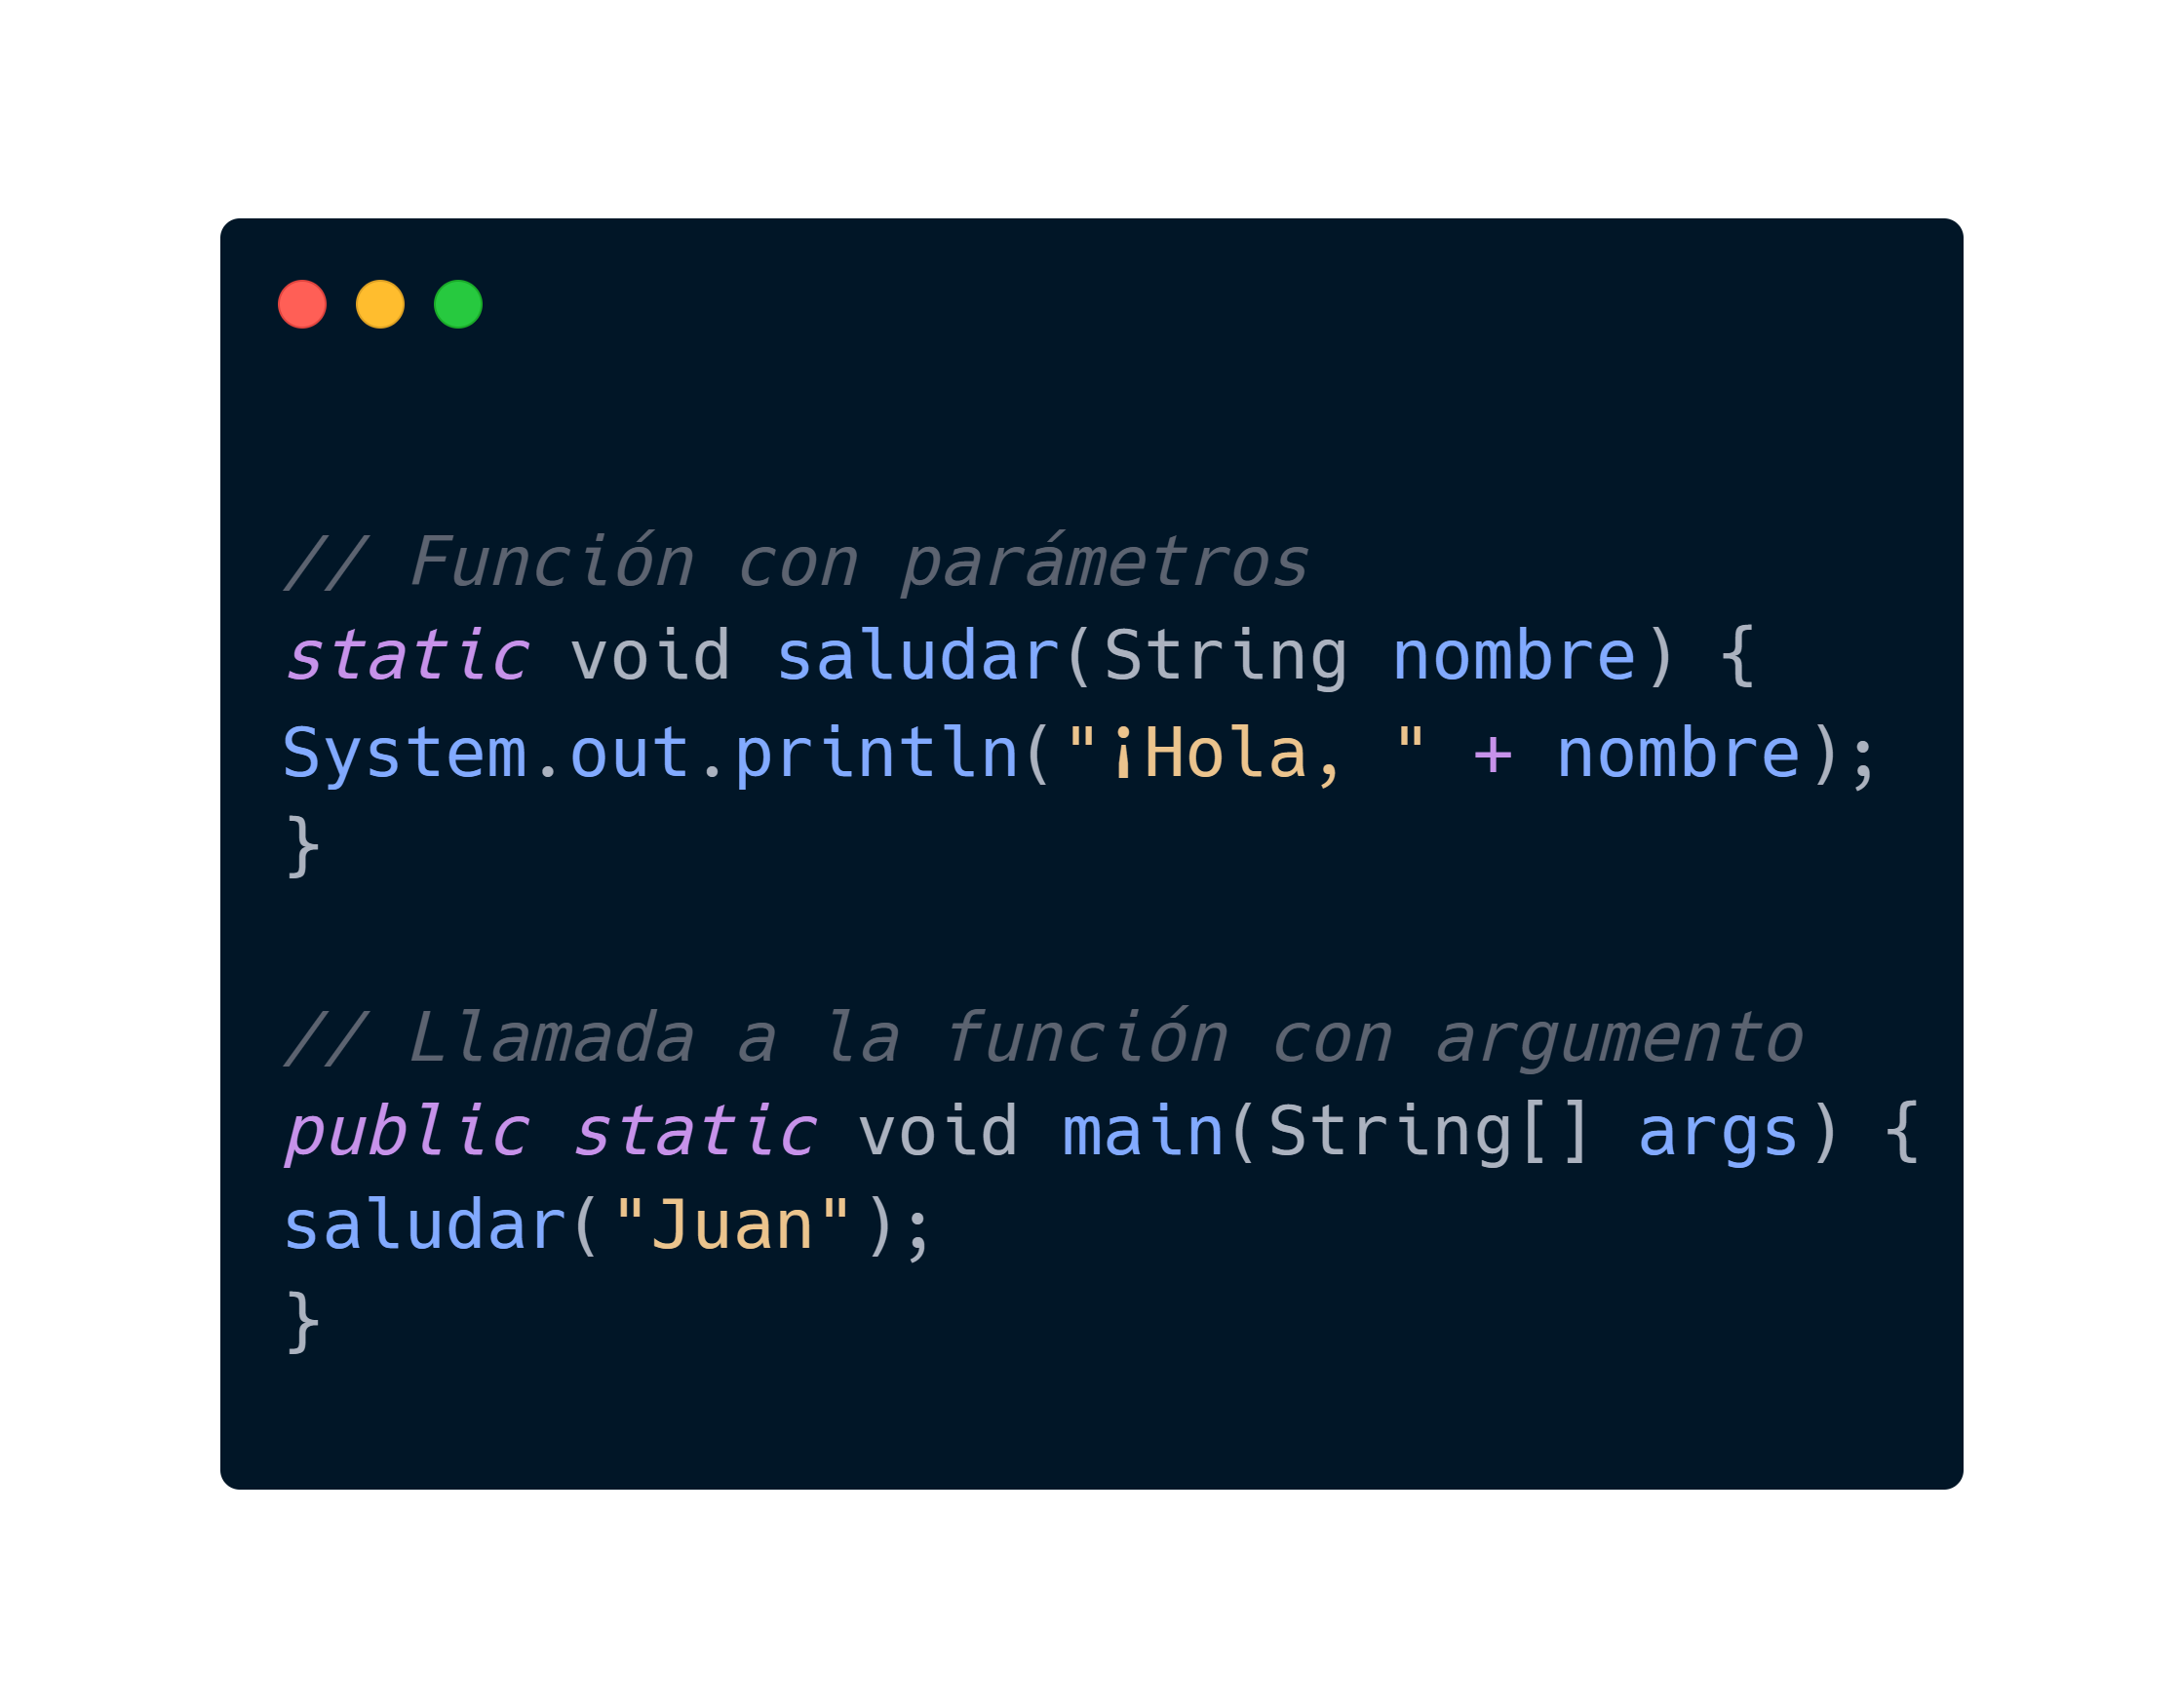 // Función con parámetros
static void saludar(String nombre) {
System.out.println("¡Hola, " + nombre);
}
// Llamada a la función con argumento
public static void main(String[] args) {
saludar("Juan");
}